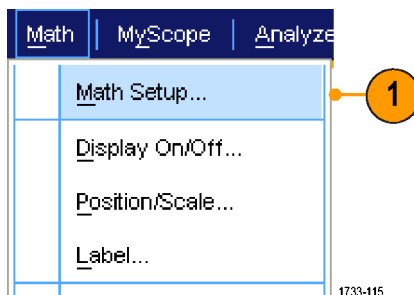 Math | MyScope | Analyze
Math Setup...
1
Display On/Off...
Position/Scale...
Label...
1733-115